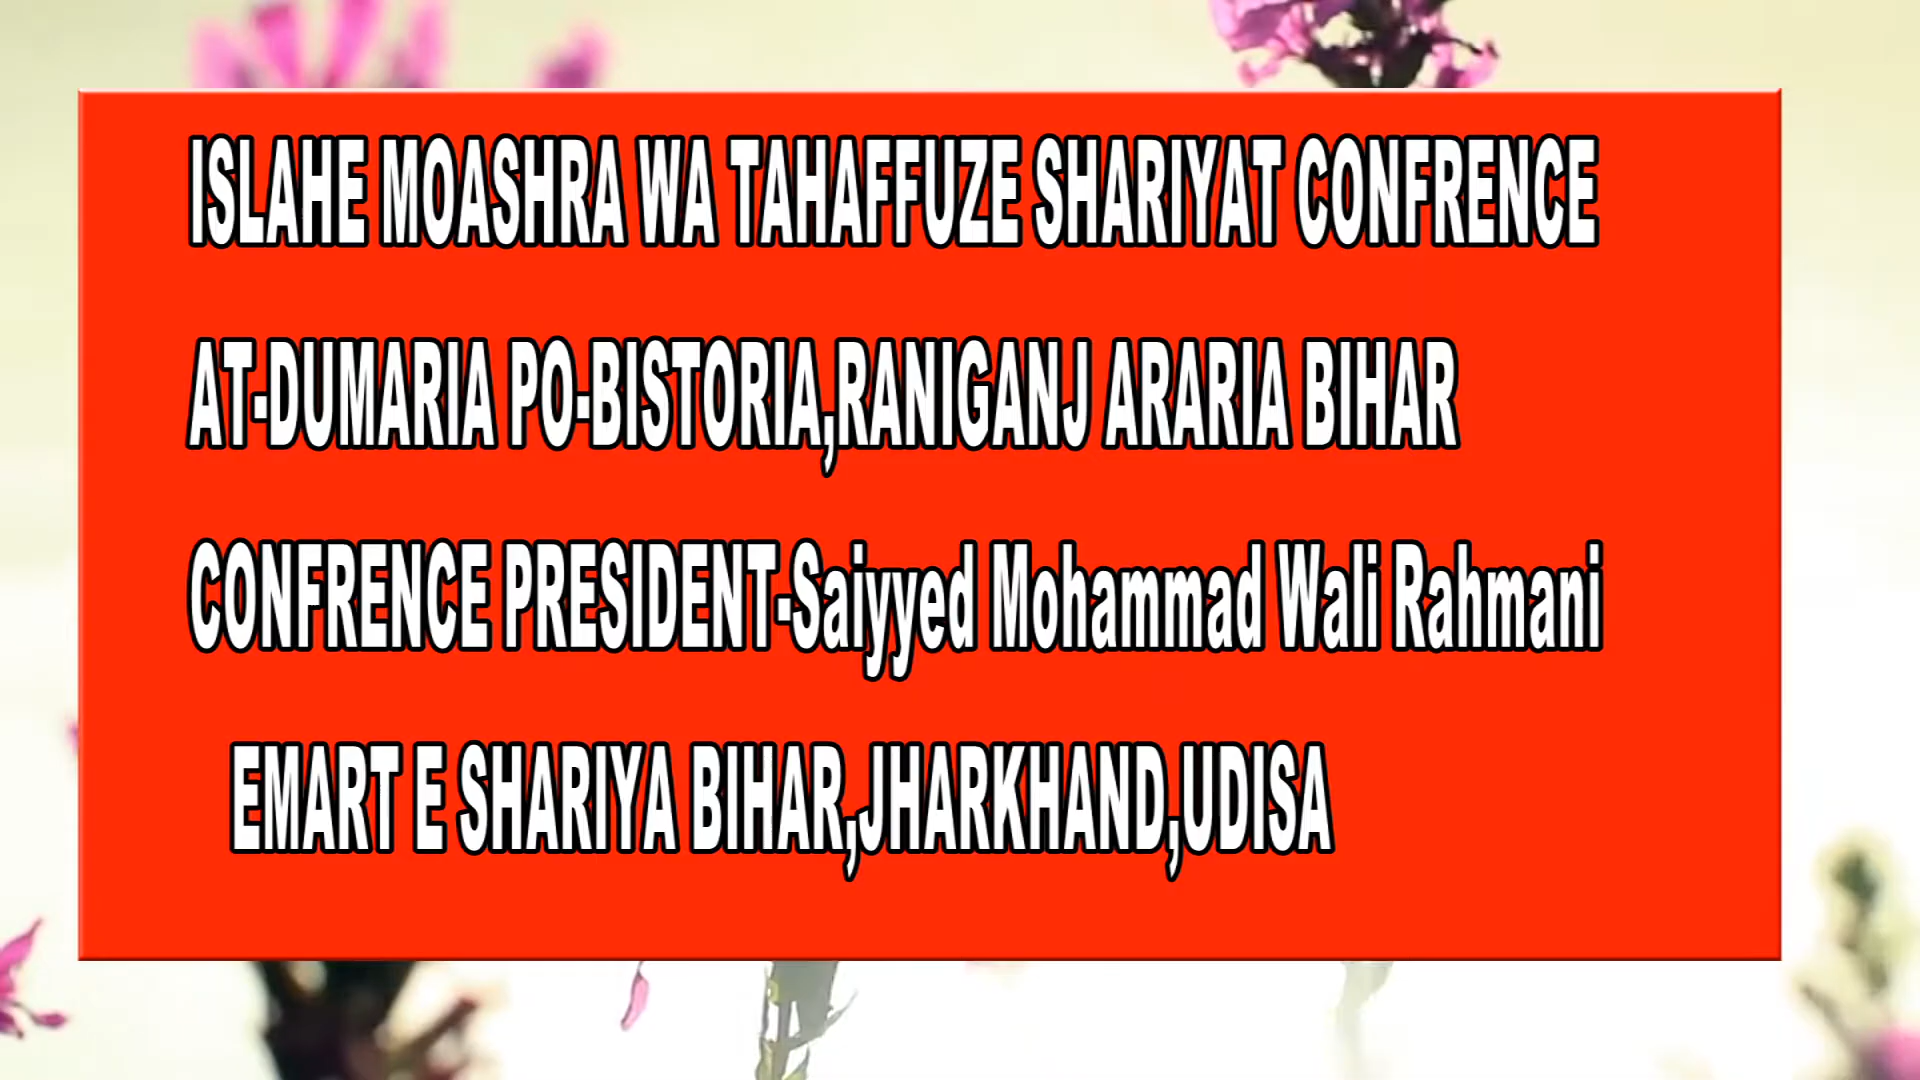 ISLAHE MOASHRA WA TAHAFFUZE SHARIYAT CONFRENCE
AT-DUMARIA PO-BISTORIA,RANIGANJ ARARIA BIHAR
CONFRENCE PRESIDENT-Saiyyed Mohammad Wali Rahmani
EMART E SHARIYA BIHAR,JHARKHAND,UDISA